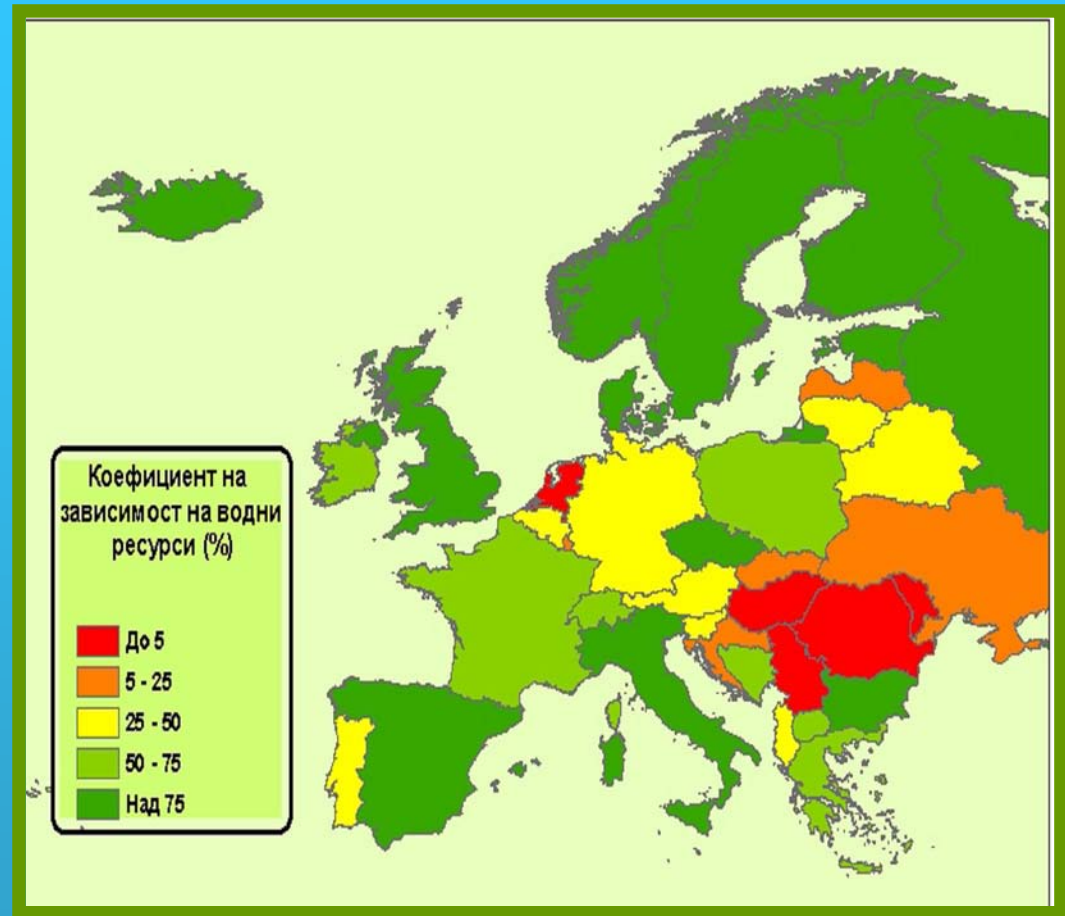 Коефициент на
зависимост на водни
ресурси (%)
До 5
5 - 25
25 - 50
50 - 75
Над 75